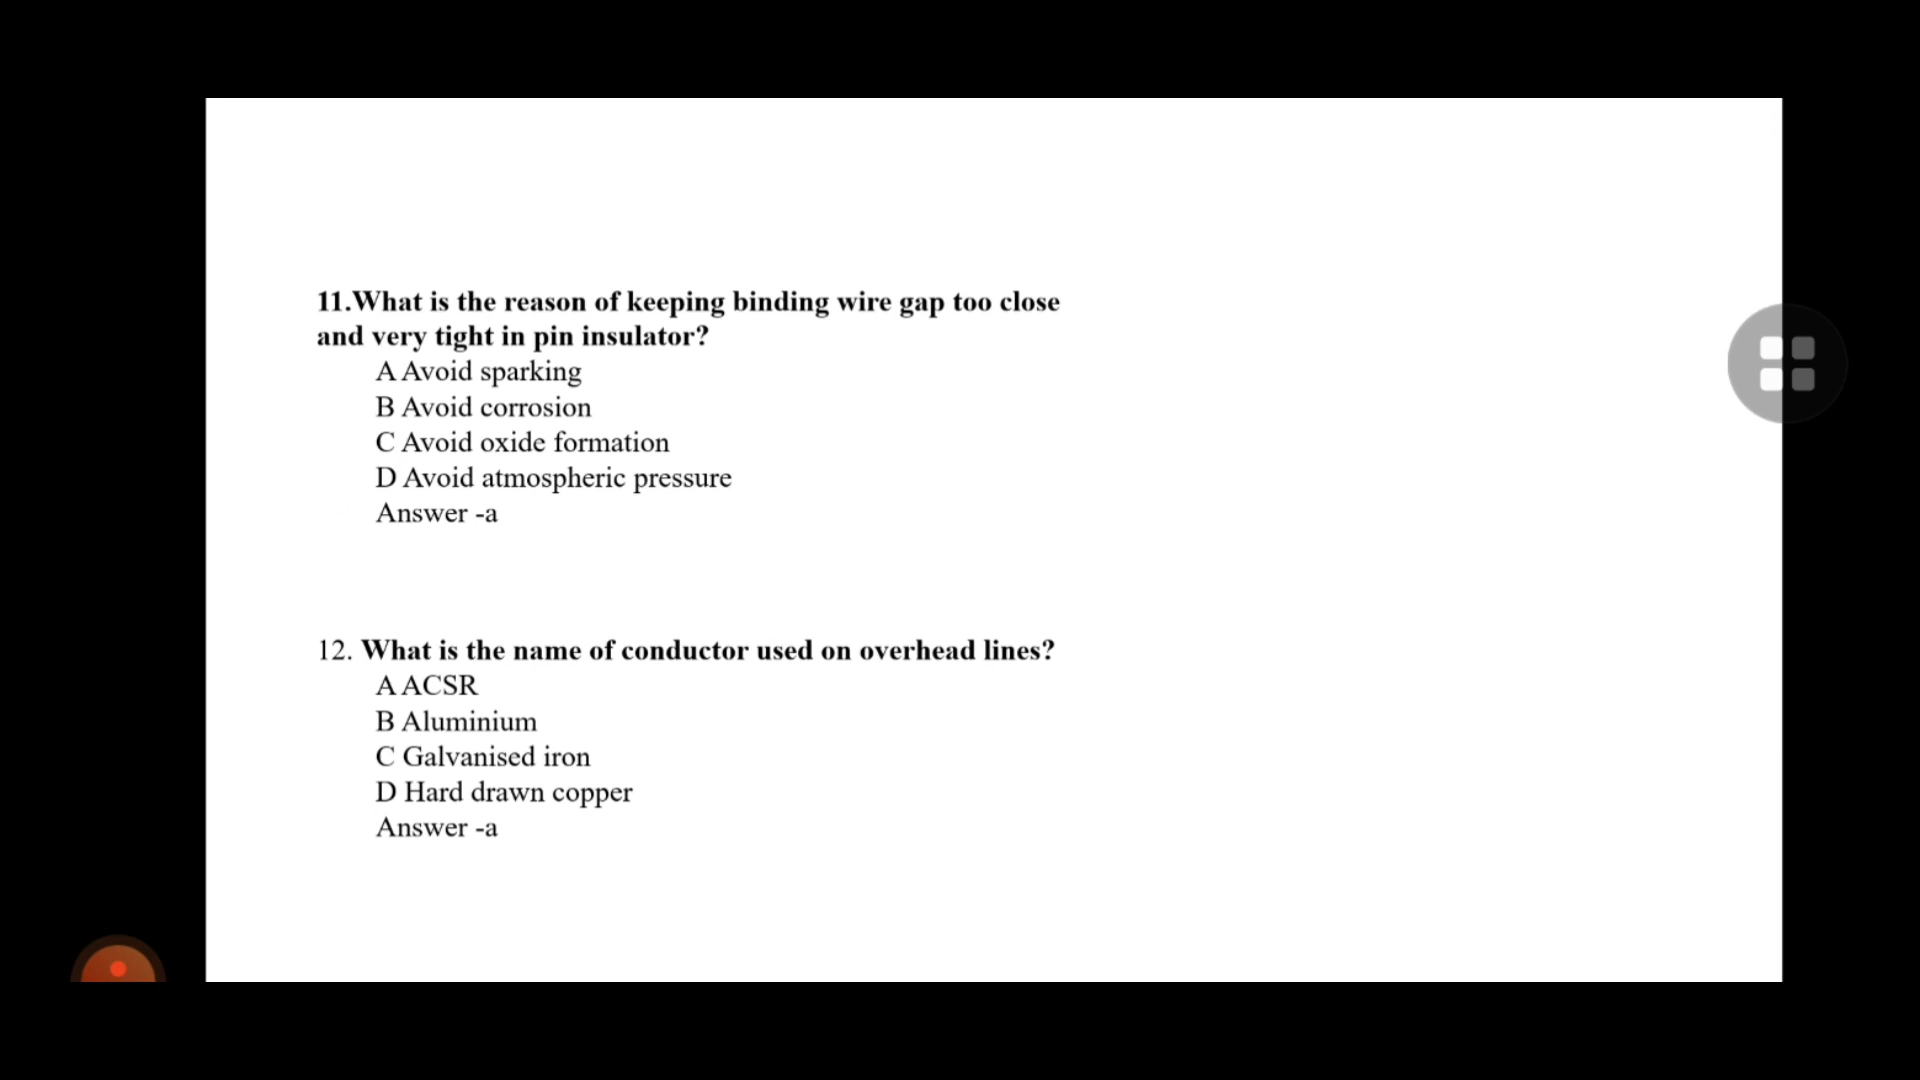 11.What is the reason of keeping binding wire gap too close
and very tight in pin insulator?
A Avoid sparking
B Avoid corrosion
C Avoid oxide formation
D Avoid atmospheric pressure
Answer -a
12. What is the name of conductor used on overhead lines?
A ACSR
B Aluminium
C Galvanised iron
D Hard drawn copper
Answer -a